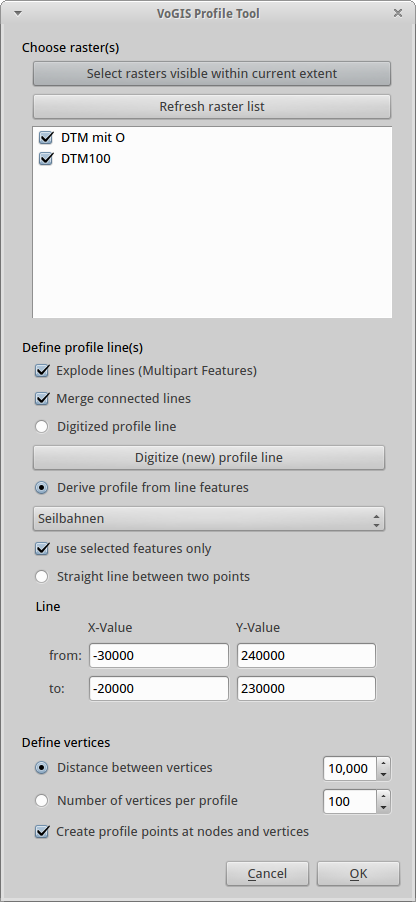 VoGIS Profile Tool
Choose raster(s)
Select rasters visible within current extent
Refresh raster list
DTM mit O
DTM100
Define profile line(s)
Explode lines (Multipart Features)
Merge connected lines
Digitized profile line
Digitize (new) profile line
Derive profile from line features
Seilbahnen
use selected features only
Straight line between two points
Line
X-Value Y-Value
from: -30000 240000
to: -20000 230000
Define vertices
Distance between vertices 10,000
Number of vertices per profile 100
Create profile points at nodes and vertices
Cancel OK